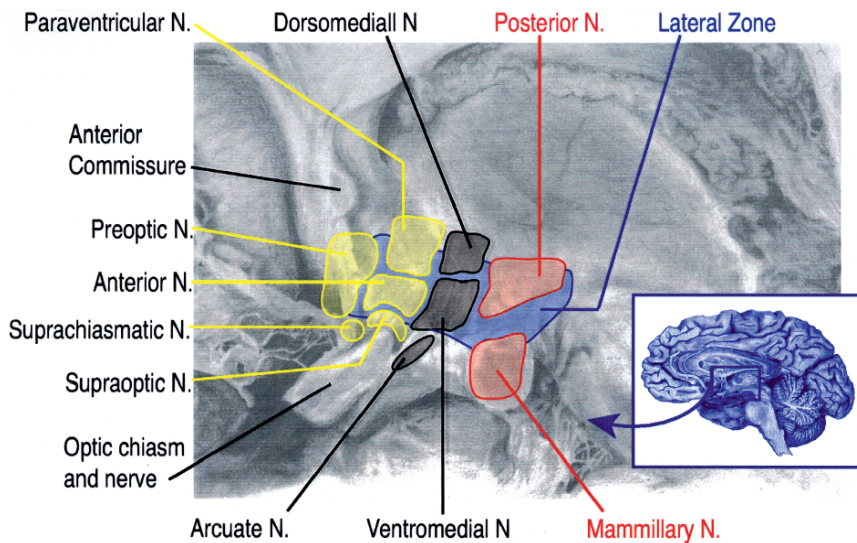 Paraventricular N.
Dorsomediall N
Posterior N.
Lateral Zone
Anterior
Commissure
Preoptic N.
Anterior N.
Suprachiasmatic N.
Supraoptic N.
Optic chiasm
and nerve
Arcuate N.
Ventromedial N
Mammillary N.